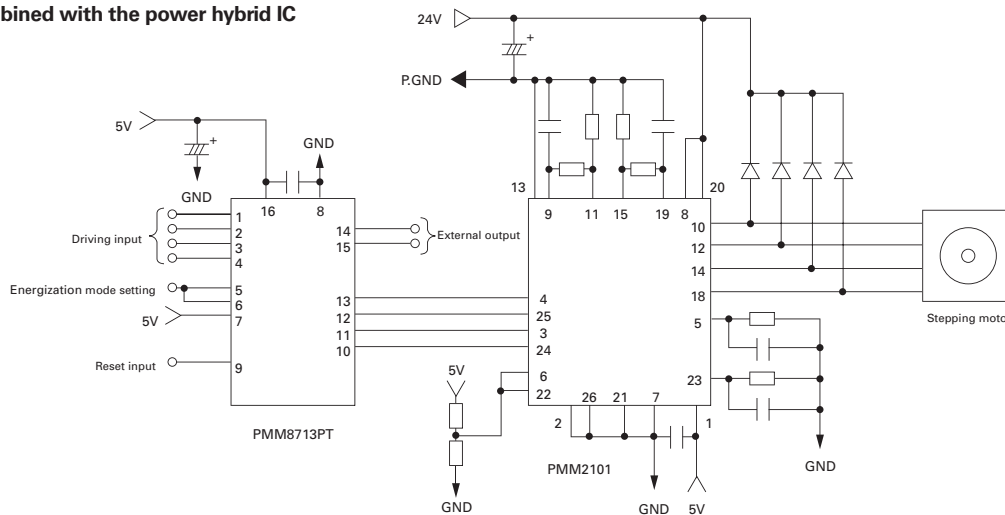 bined with the power hybrid IC
24V
P.GND
5V
GND
GND
13
20
16
8
9
11
15
19
8
1
2
3
4
Driving input
14
15
External output
10
12
14
18
Energization mode setting
5
6
5V
7
13
12
11
10
4
25
3
24
5
Stepping moto
Reset input
9
5V
6
22
23
26
21
7
2
1
PMM8713PT
PMM2101
GND
GND
GND
5V